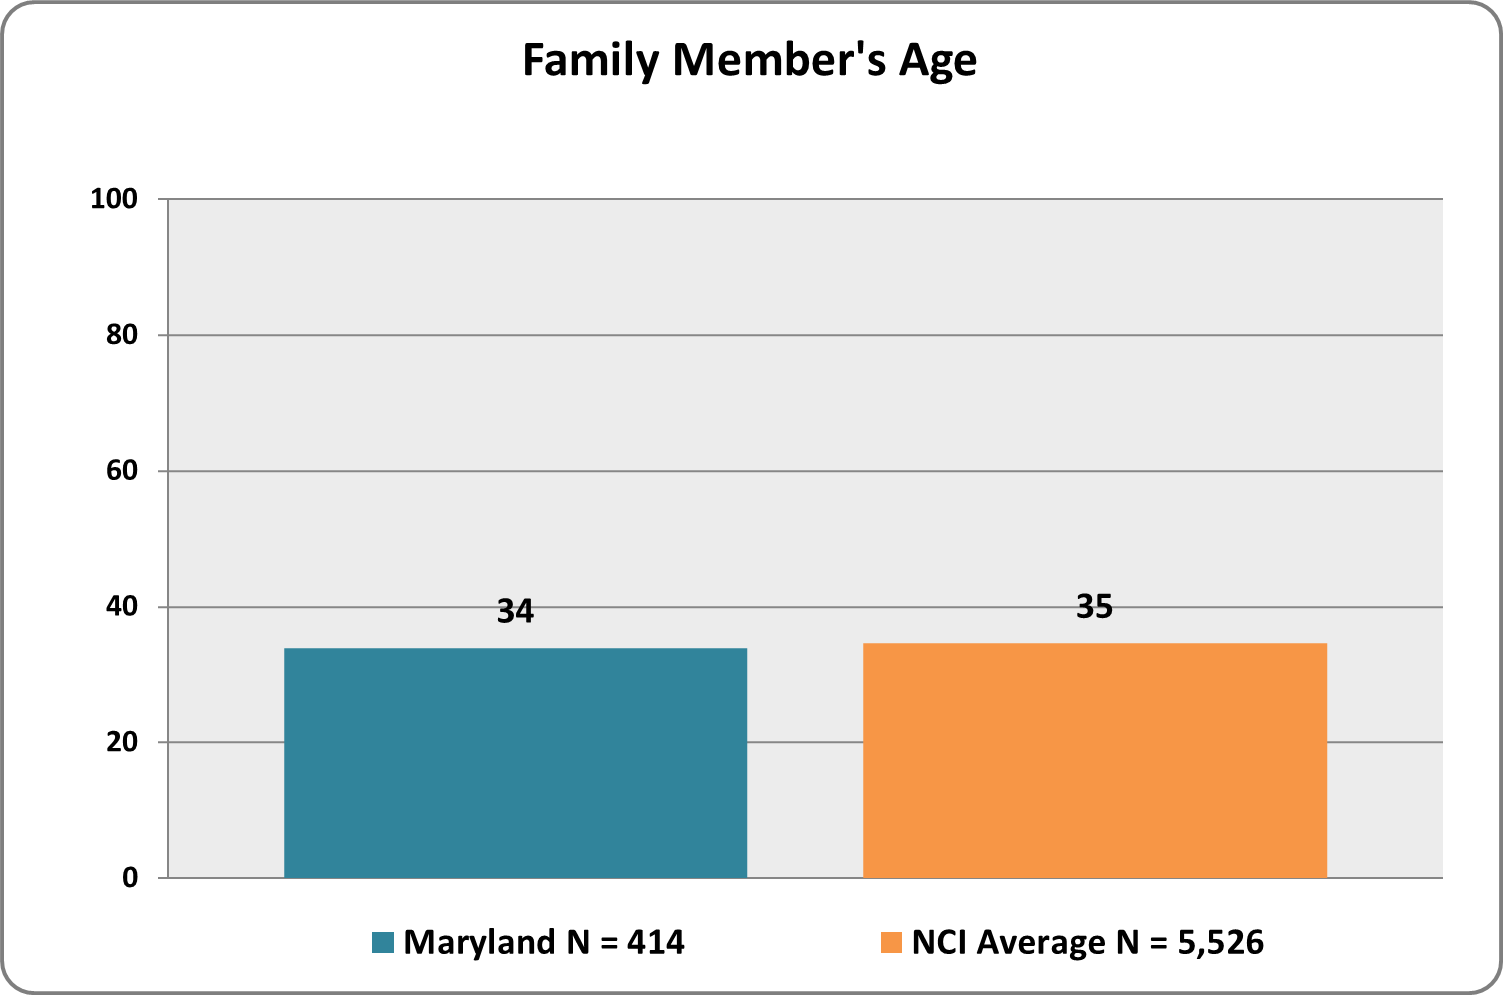 Family Member's Age
100
80
60
40
20
0
34
35
Maryland N = 414
NCI Average N = 5,526